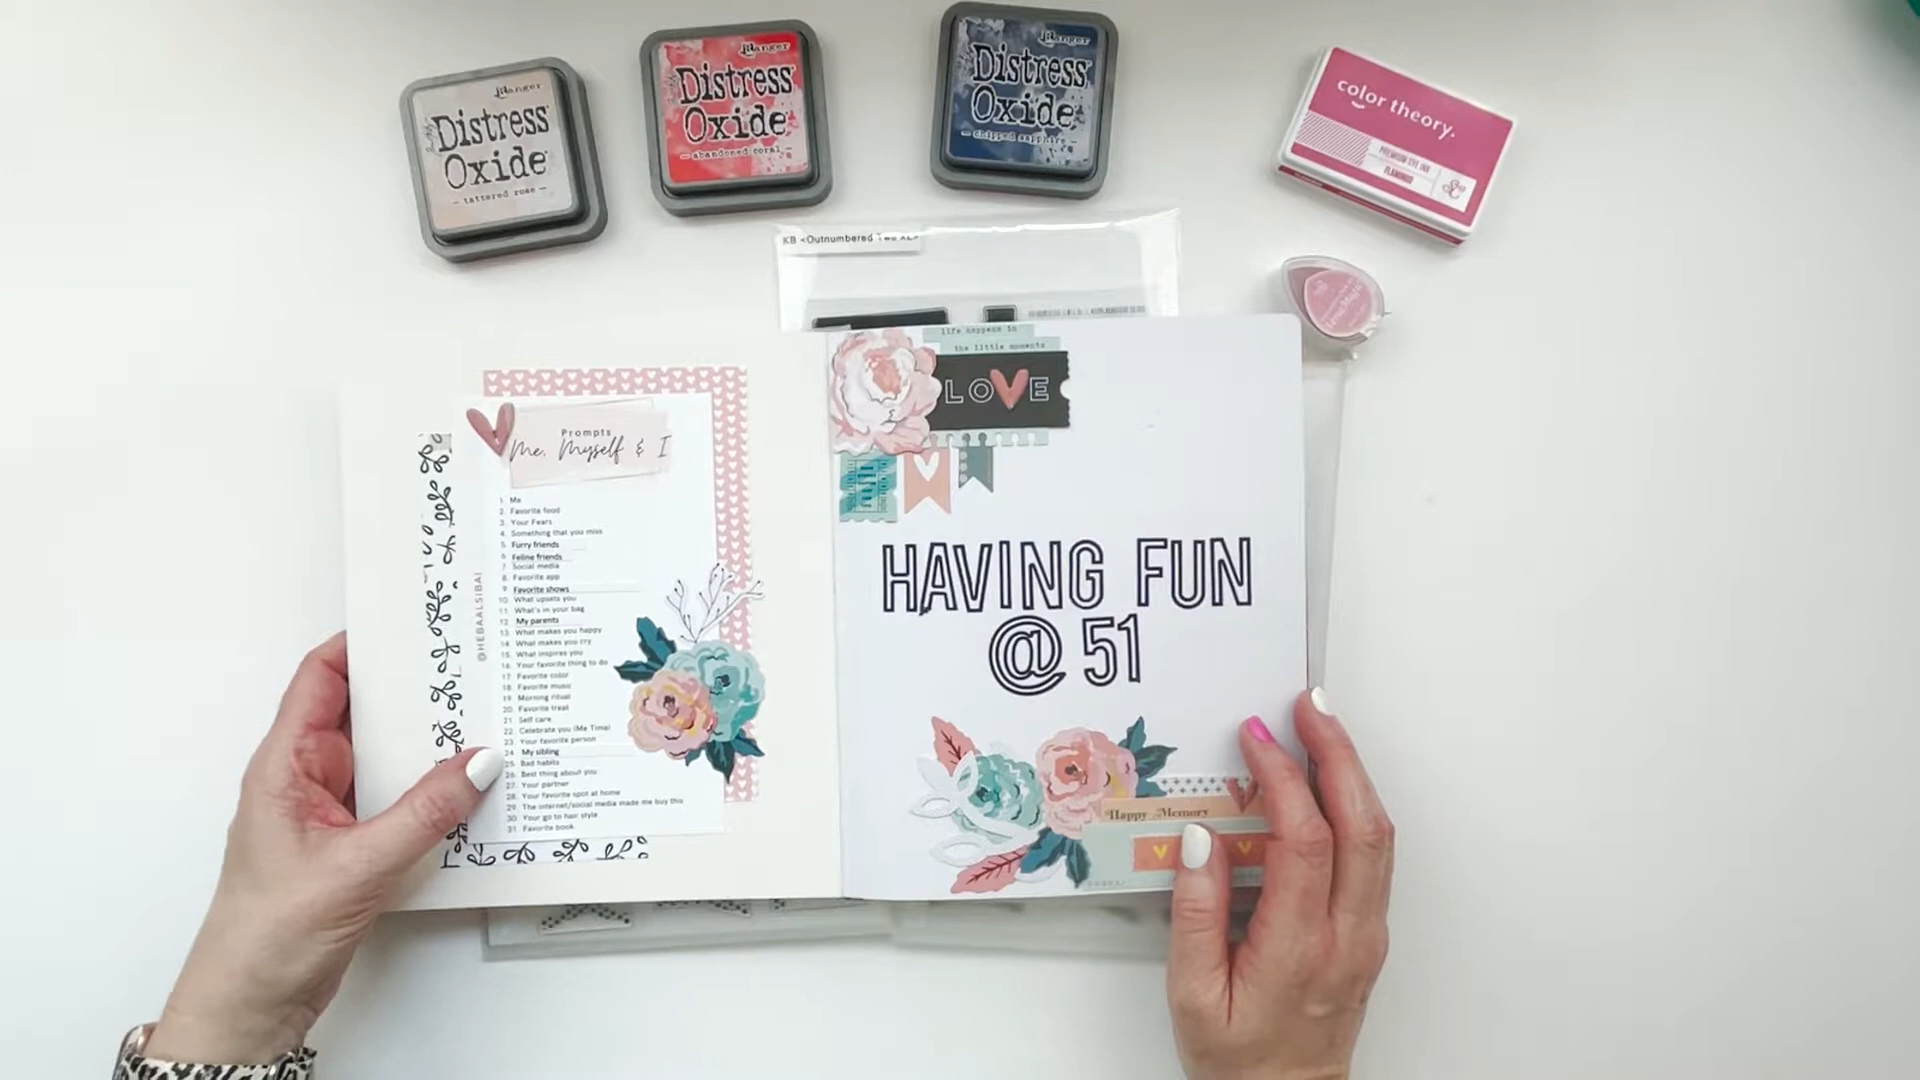 Ranger
Distress
Oxide
— tattered rose —
Ranger
Distress
Oxide
— abandoned coral —
Ranger
Distress
Oxide
— chipped sapphire —
color theory.
PREMIUM DYE INK
FLAMINGO
KB <Outnumbered Two XL>
Prompts
Me, Myself & I
@HEBAALSIBAI
1. Me
2. Favorite food
3. Your Fears
4. Something that you miss
5. Furry friends
6. Feline friends
7. Social media
8. Favorite app
9. Favorite shows
10. What upsets you
11. What's in your bag
12. My parents
13. What makes you happy
14. What makes you cry
15. What inspires you
16. Your favorite thing to do
17. Favorite color
18. Favorite music
19. Morning ritual
20. Favorite treat
21. Self care
22. Celebrate you (Me Time)
23. Your favorite person
24. My sibling
25. Bad habits
26. Best thing about you
27. Your partner
28. Your favorite spot at home
29. The internet/social media made me buy this
30. Your go to hair style
31. Favorite book
life happens in
the little moments
LOVE
HAVING FUN
@ 51
Happy Memory